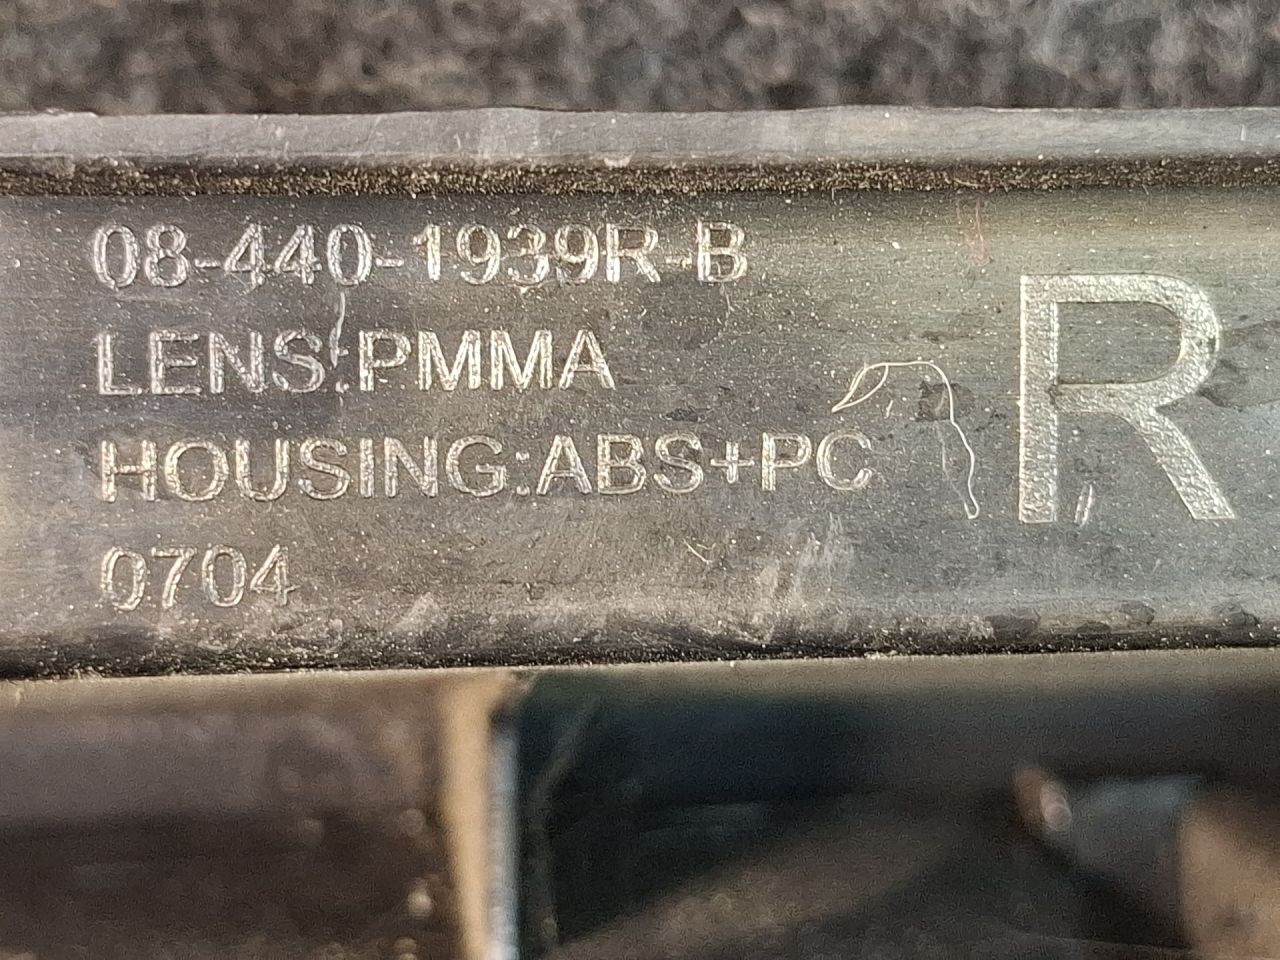 08-440-1939R-B
LENS:PMMA
HOUSING:ABS+PC
0704
R